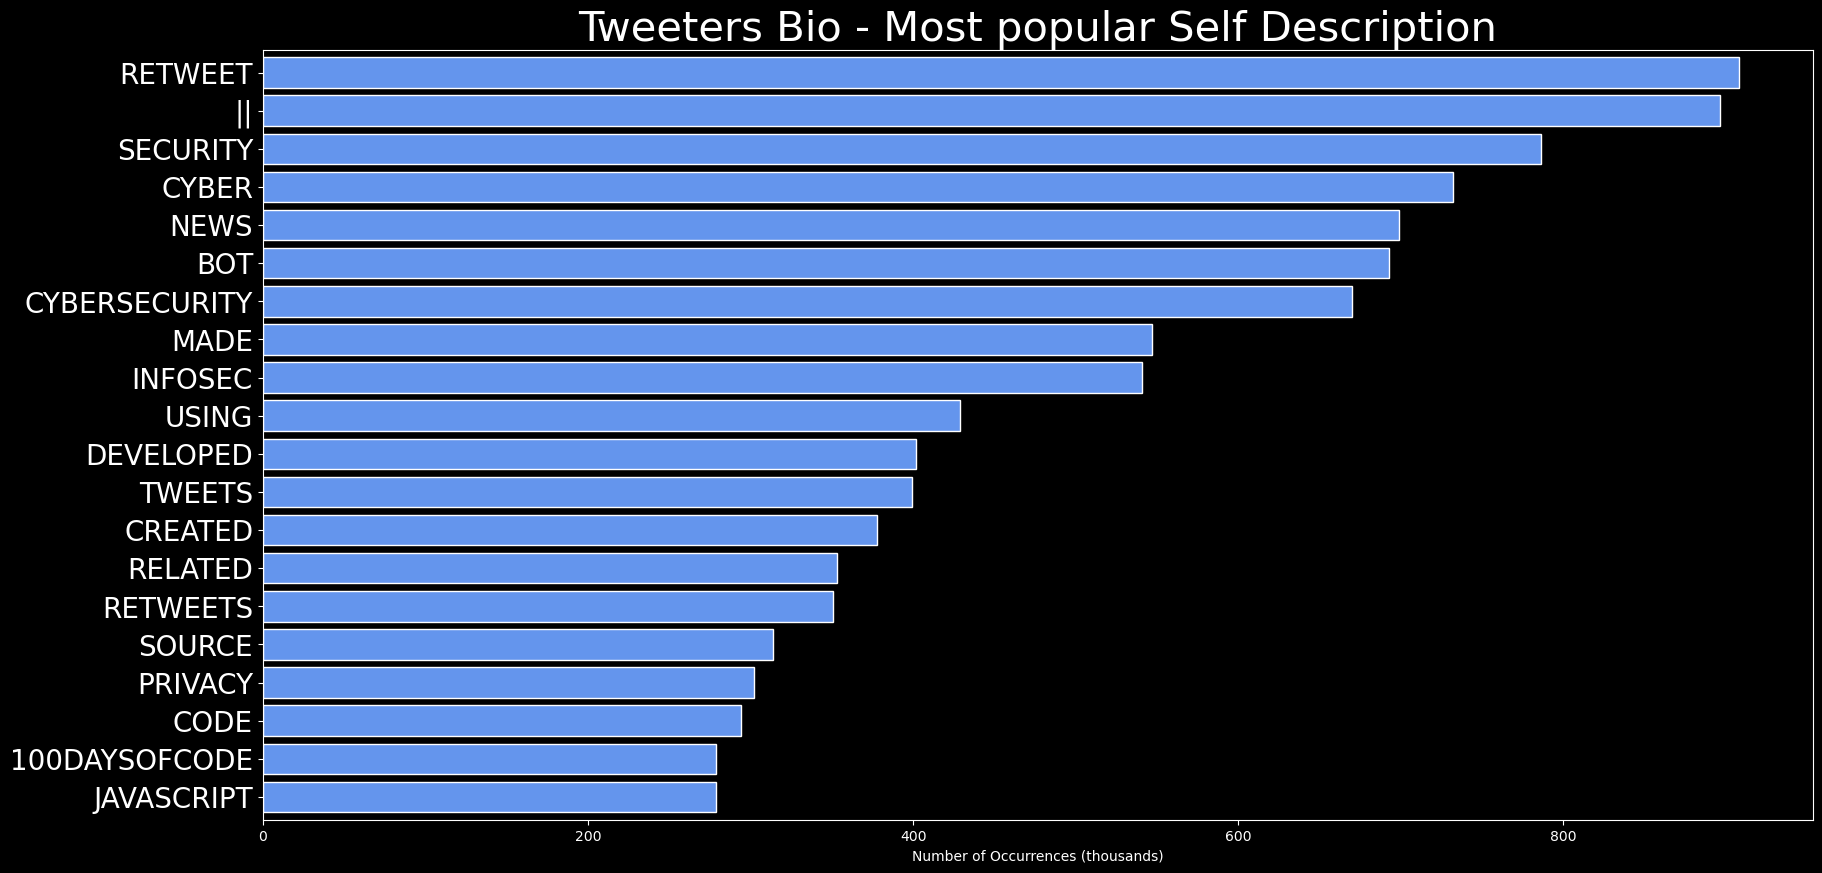 Tweeters Bio - Most popular Self Description
RETWEET
||
SECURITY
CYBER
NEWS
BOT
CYBERSECURITY
MADE
INFOSEC
USING
DEVELOPED
TWEETS
CREATED
RELATED
RETWEETS
SOURCE
PRIVACY
CODE
100DAYSOFCODE
JAVASCRIPT
0 200 400 600 800
Number of Occurrences (thousands)